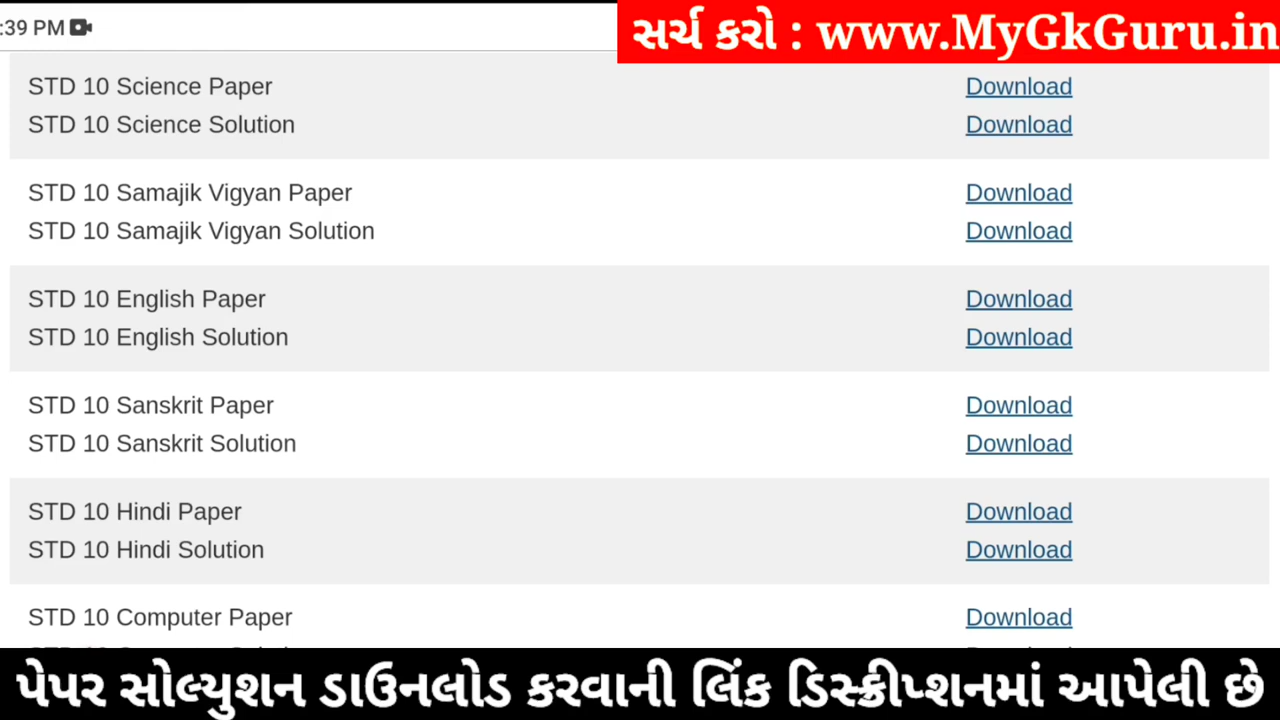 :39 PM
સર્ચ કરો : www.MyGkGuru.in
STD 10 Science Paper Download
STD 10 Science Solution Download
STD 10 Samajik Vigyan Paper Download
STD 10 Samajik Vigyan Solution Download
STD 10 English Paper Download
STD 10 English Solution Download
STD 10 Sanskrit Paper Download
STD 10 Sanskrit Solution Download
STD 10 Hindi Paper Download
STD 10 Hindi Solution Download
STD 10 Computer Paper Download
પેપર સોલ્યુશન ડાઉનલોડ કરવાની લિંક ડિસ્ક્રીપ્શનમાં આપેલી છે